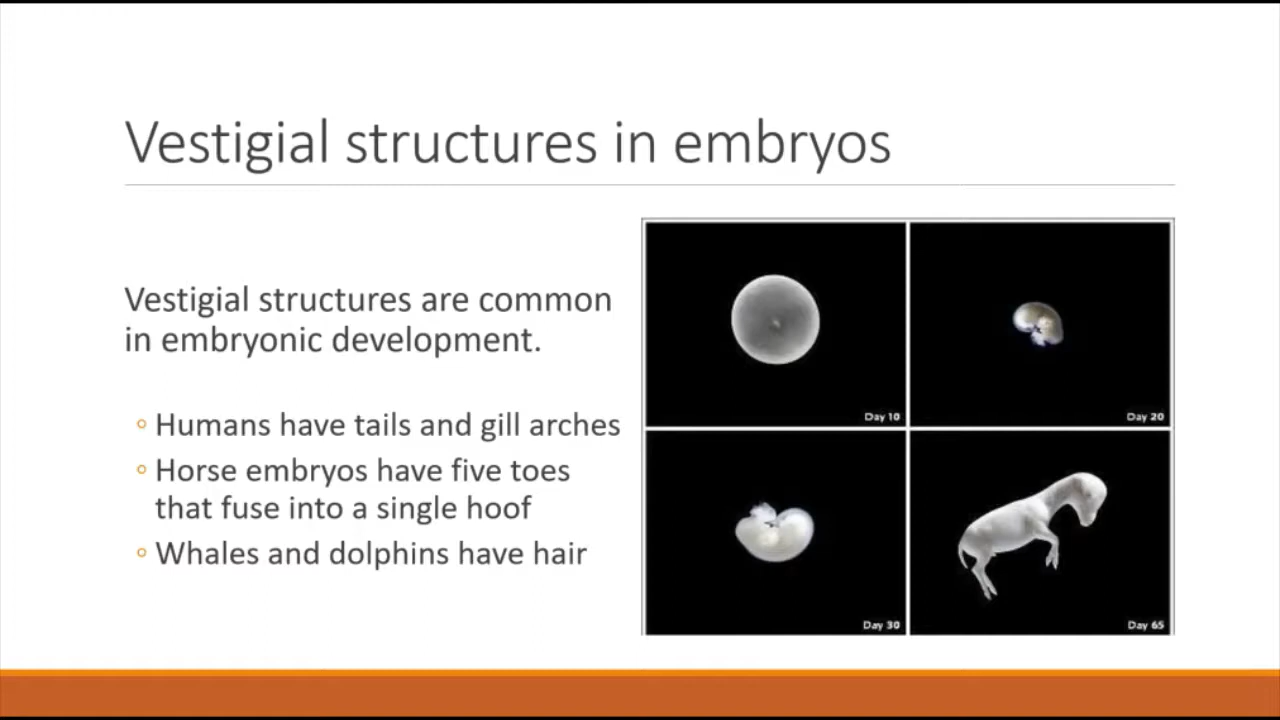 Vestigial structures in embryos
Vestigial structures are common
in embryonic development.
◦ Humans have tails and gill arches
◦ Horse embryos have five toes
that fuse into a single hoof
◦ Whales and dolphins have hair
Day 10
Day 20
Day 30
Day 65